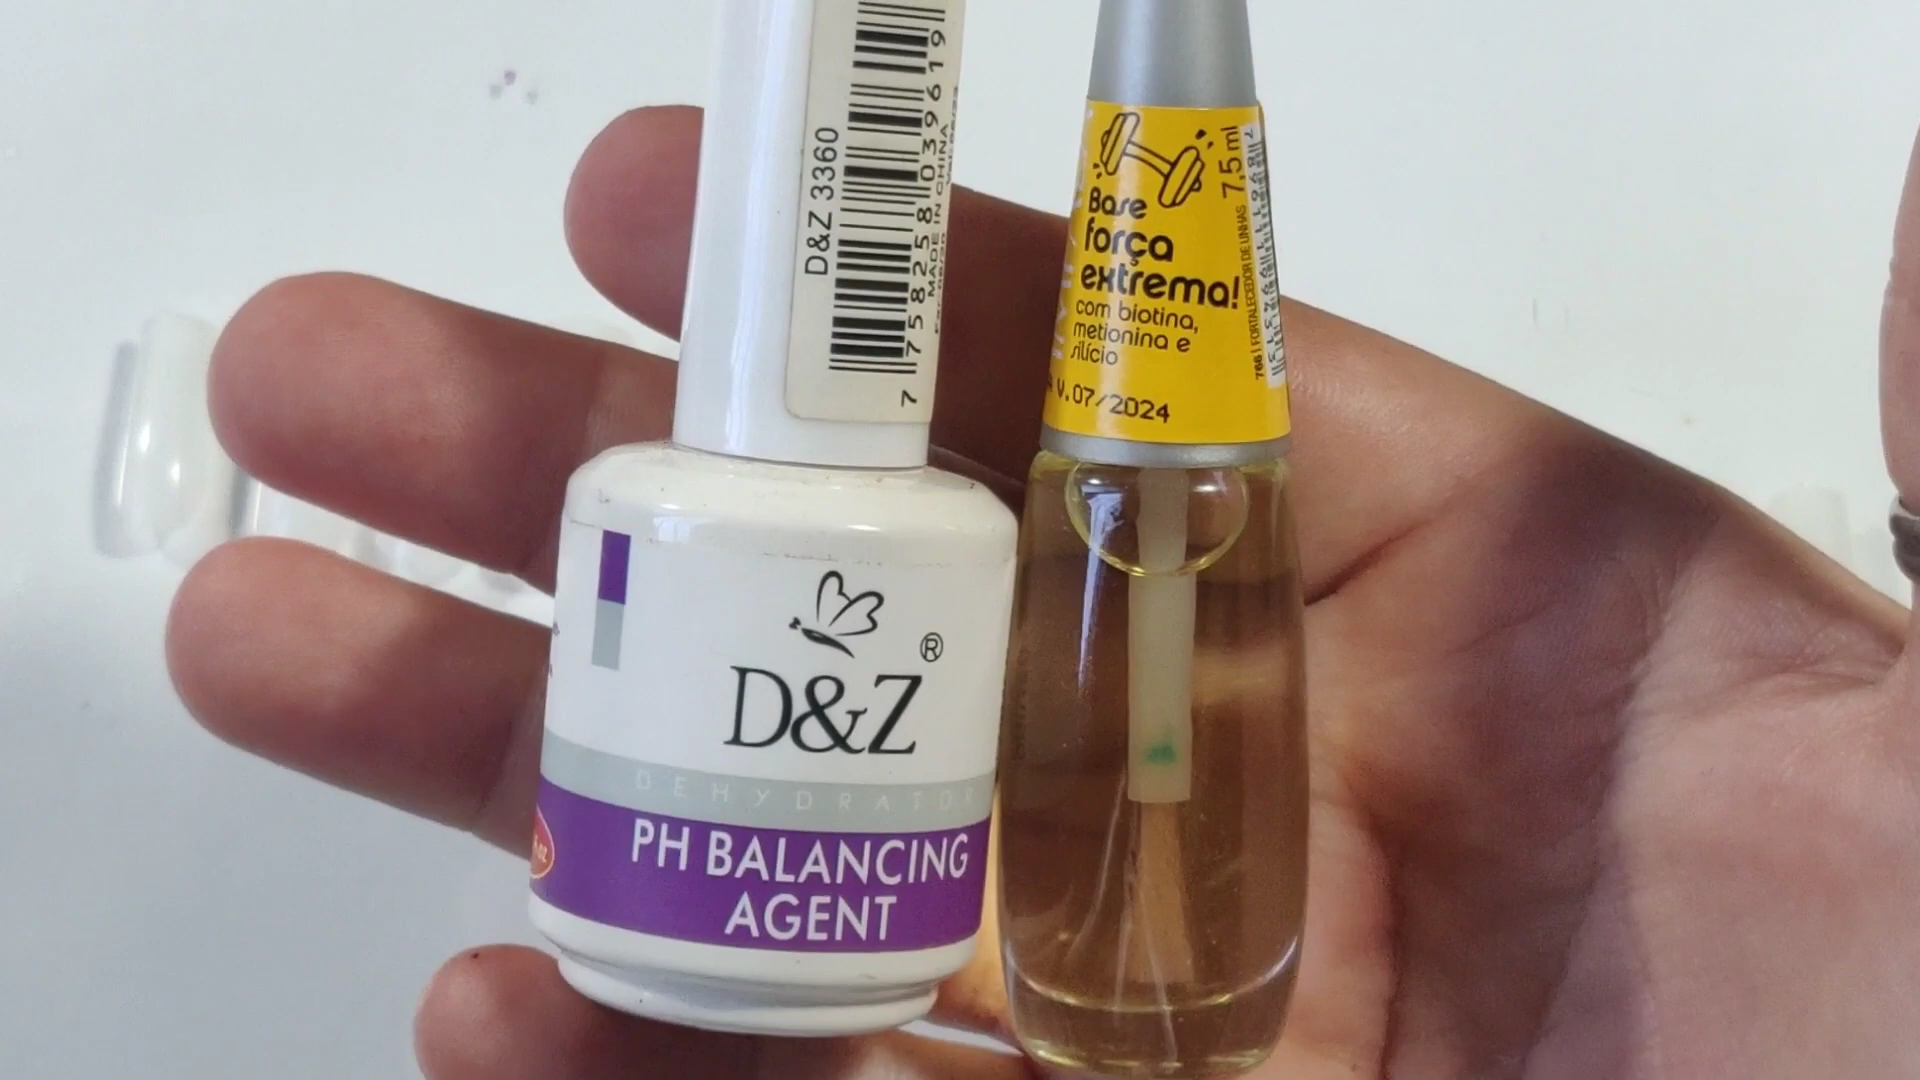 D&Z 3360
7 758258 039619
MADE IN CHINA
D&Z
®
DEHYDRATOR
PH BALANCING
AGENT
Base
força
extrema!
com biotina,
metionina e
silício
V.07/2024
7,5 ml
766 | FORTALECEDOR DE UNHAS